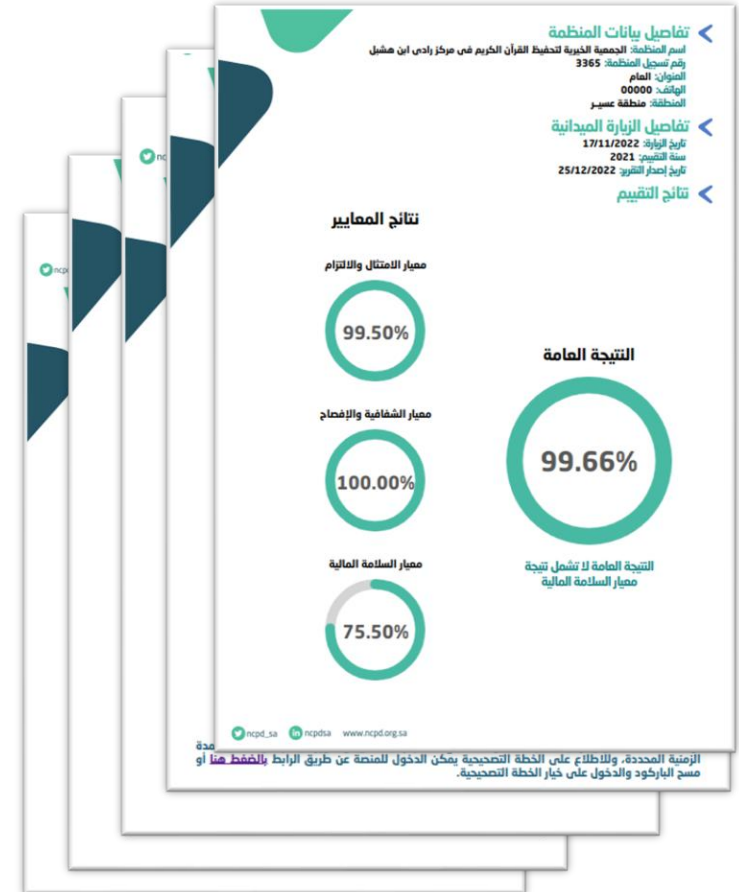 تفاصيل بيانات المنظمة
اسم المنظمة: الجمعية الخيرية لتحفيظ القرآن الكريم في مركز رادى ابن هشبل
رقم تسجيل المنظمة: 3365
العنوان: العام
الهاتف: 00000
المنطقة: منطقة عسير
تفاصيل الزيارة الميدانية
تاريخ الزيارة: 17/11/2022
سنة التقييم: 2021
تاريخ إصدار التقرير: 25/12/2022
نتائج التقييم
نتائج المعايير
معيار الامتثال والالتزام
99.50%
النتيجة العامة
99.66%
النتيجة العامة لا تشمل نتيجة
معيار السلامة المالية
معيار الشفافية والإفصاح
100.00%
معيار السلامة المالية
75.50%
ncpd_sa ncpdsa www.ncpd.org.sa
الزمنية المحددة، وللاطلاع على الخطة التصحيحية يمكن الدخول للمنصة عن طريق الرابط بالضغط هنا أو
مسح الباركود والدخول على خيار الخطة التصحيحية.